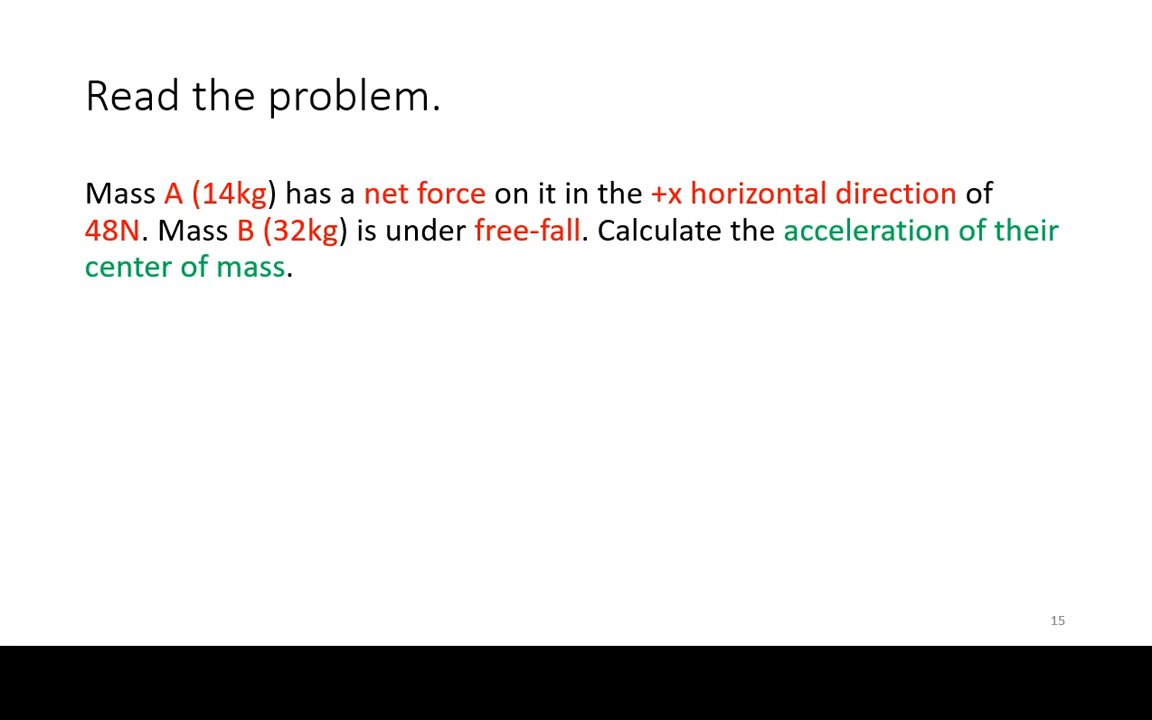 Read the problem.
Mass A (14kg) has a net force on it in the +x horizontal direction of
48N. Mass B (32kg) is under free-fall. Calculate the acceleration of their
center of mass.
15